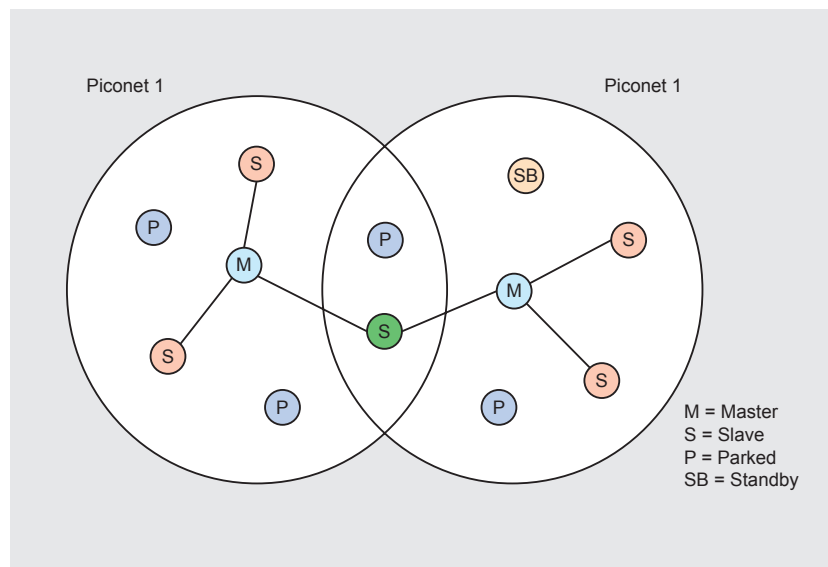 Piconet 1
Piconet 1
S
SB
P
P
S
M
M
S
S
S
P
P
M = Master
S = Slave
P = Parked
SB = Standby